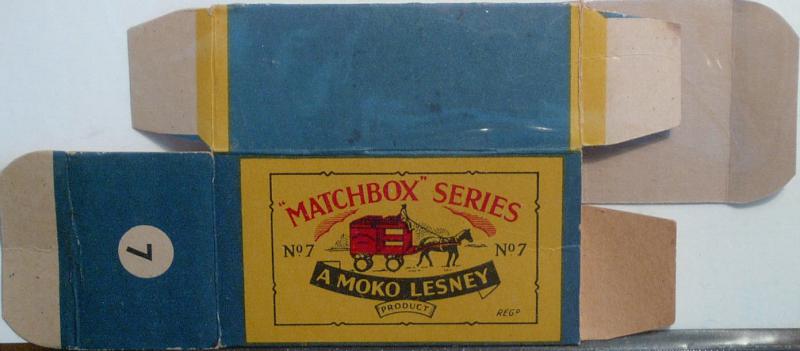 "MATCHBOX" SERIES
Nº7 Nº7
A MOKO LESNEY
PRODUCT
REGD
7